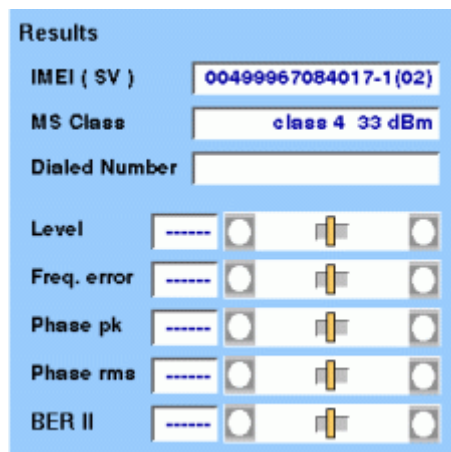 Results
IMEI ( SV ) 00499967084017-1(02)
MS Class class 4 33 dBm
Dialed Number
Level ------
Freq. error ------
Phase pk ------
Phase rms ------
BER II ------